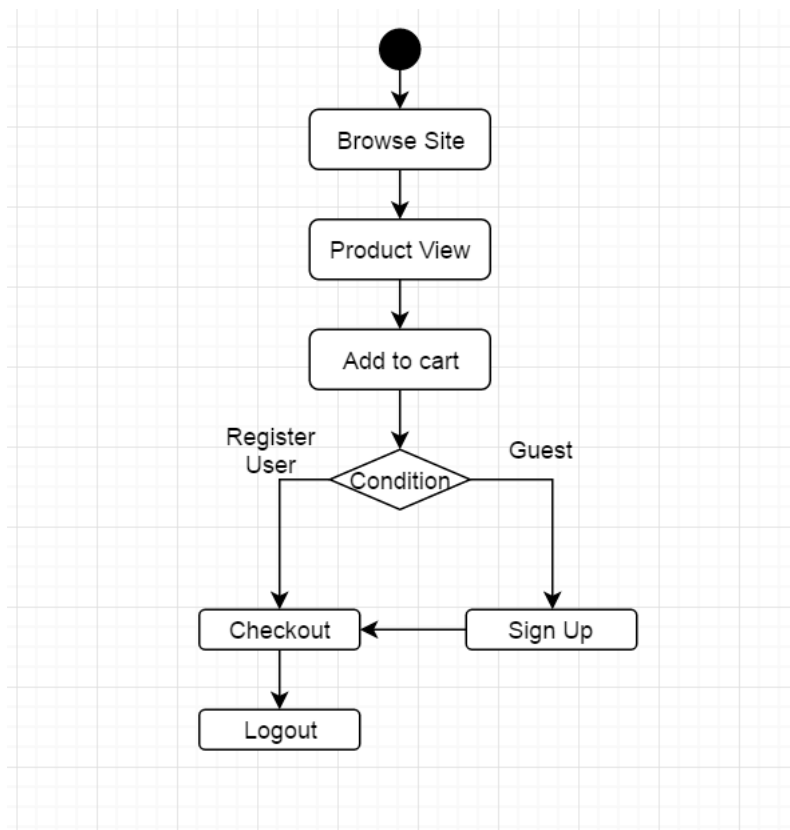 Browse Site
Product View
Add to cart
Register
User
Guest
Condition
Checkout
Sign Up
Logout